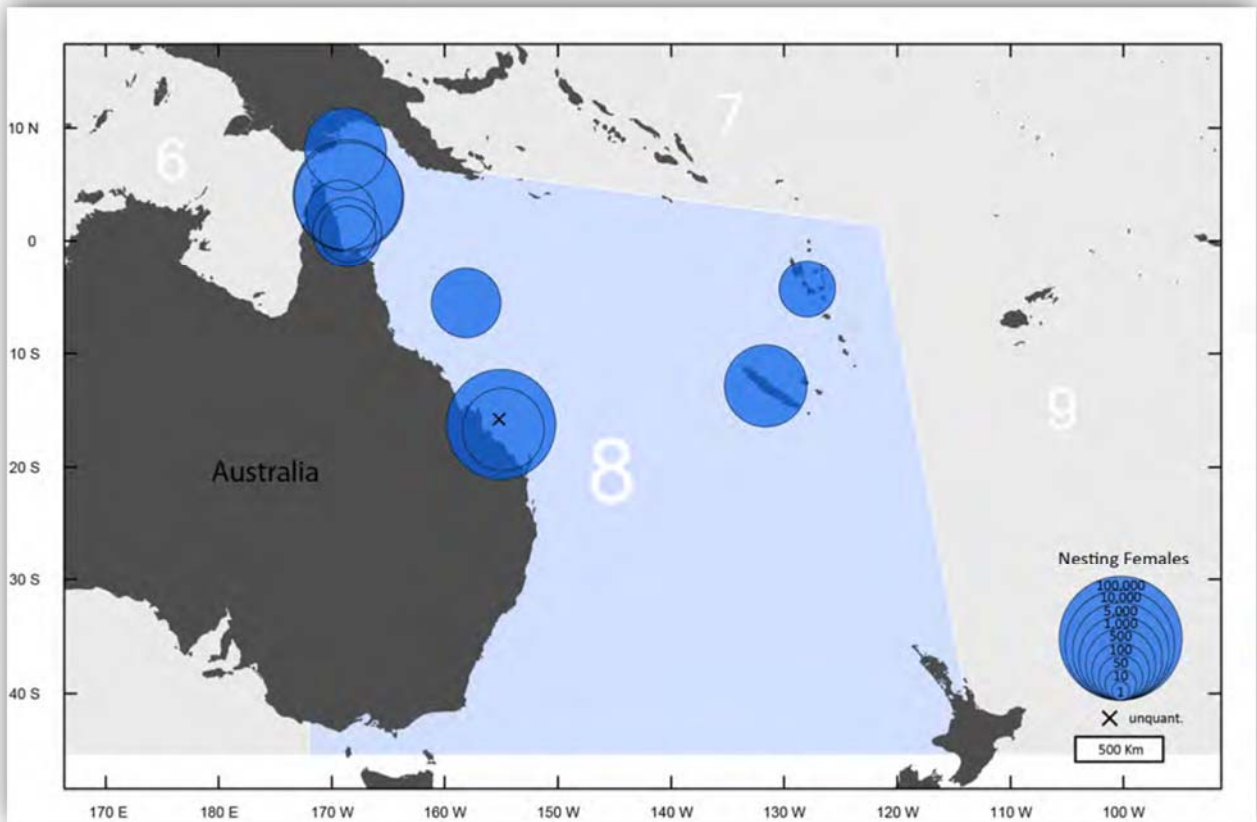 7
10 N
6
0
10 S
9
8
Australia
20 S
Nesting Females
30 S
100,000
10,000
5,000
1,000
500
100
50
10
1
40 S
unquant.
500 Km
170 E
180 E
170 W
160 W
150 W
140 W
130 W
120 W
110 W
100 W